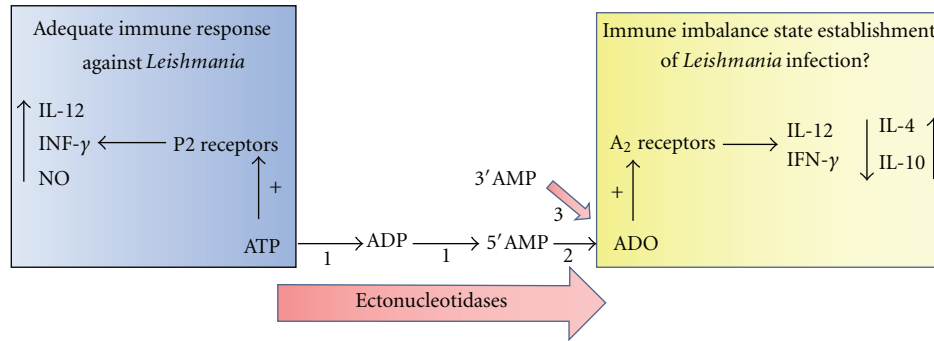 Adequate immune response
against Leishmania
IL-12
INF-γ
NO
P2 receptors
+
ATP
1
ADP
1
5′ AMP
2
3′ AMP
3
Ectonucleotidases
Immune imbalance state establishment
of Leishmania infection?
A₂ receptors
+
ADO
IL-12
IFN-γ
IL-4
IL-10